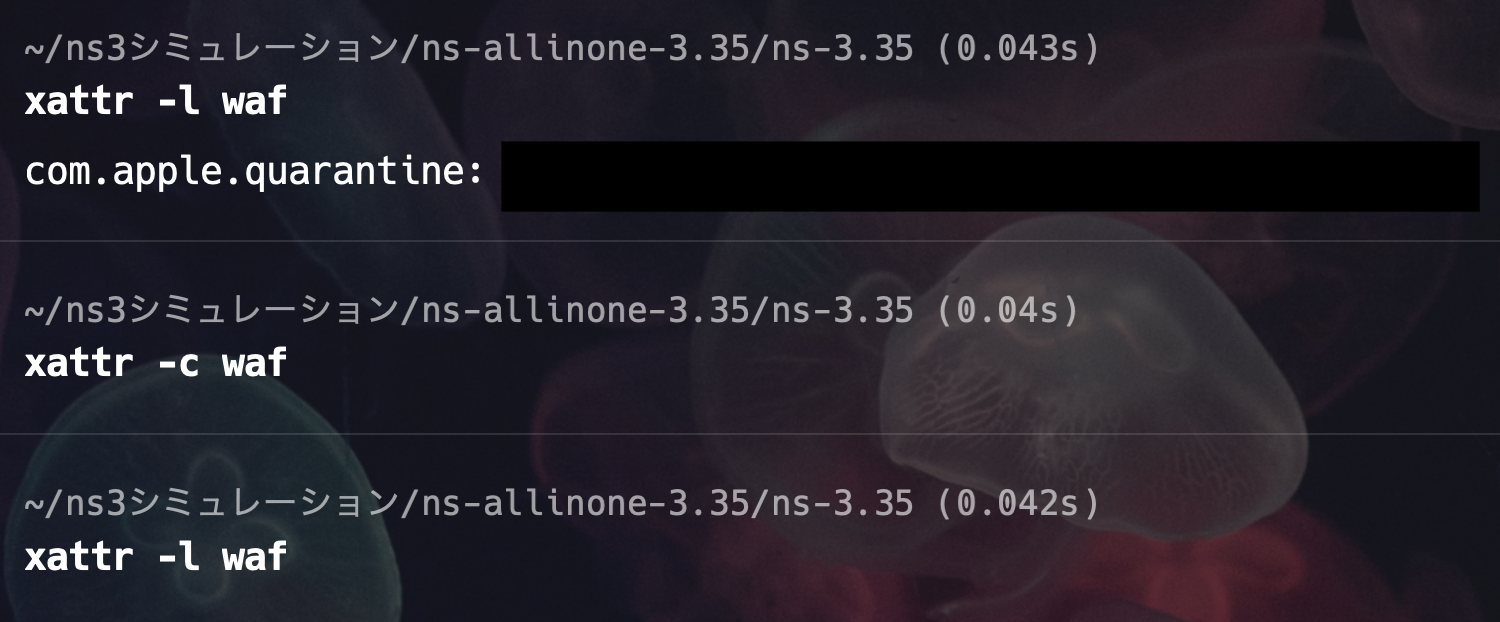 ~/ns3シミュレーション/ns-allinone-3.35/ns-3.35 (0.043s)
xattr -l waf
com.apple.quarantine:
~/ns3シミュレーション/ns-allinone-3.35/ns-3.35 (0.04s)
xattr -c waf
~/ns3シミュレーション/ns-allinone-3.35/ns-3.35 (0.042s)
xattr -l waf